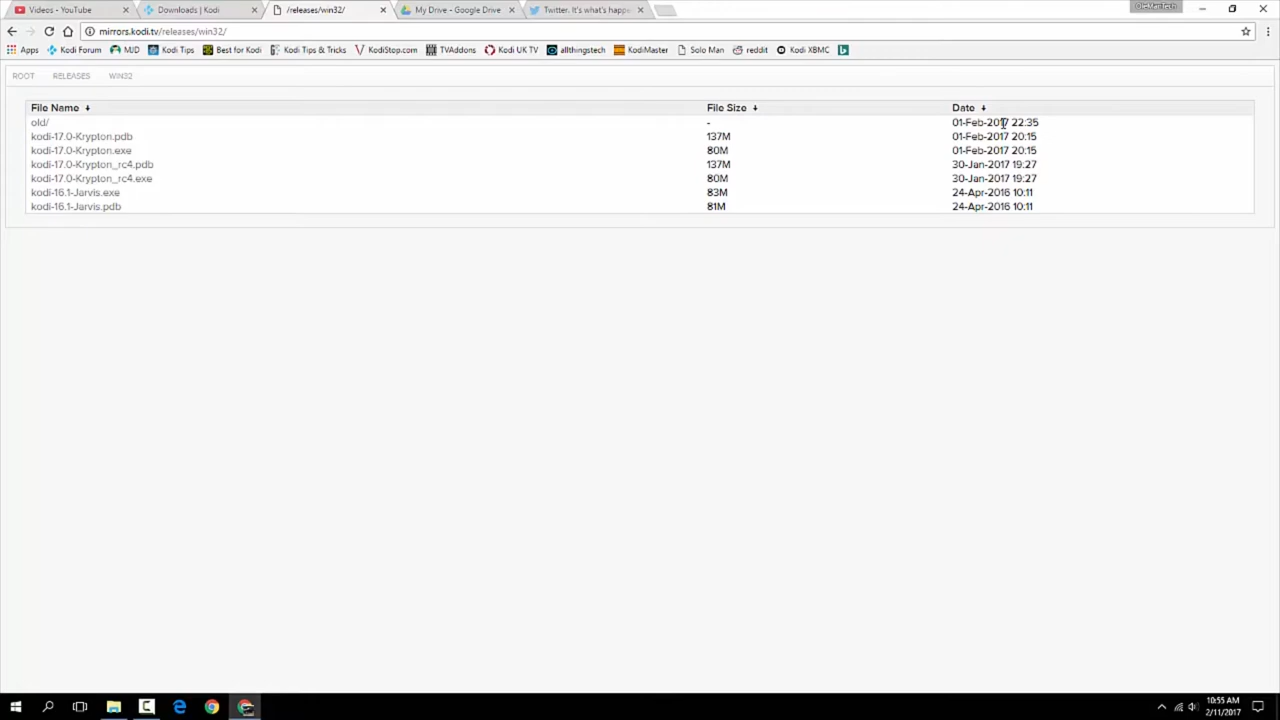 Videos - YouTube
Downloads | Kodi
/releases/win32/
My Drive - Google Drive
Twitter. It's what's happe
OleManTech
mirrors.kodi.tv/releases/win32/
Apps
Kodi Forum
MJD
Kodi Tips
Best for Kodi
Kodi Tips & Tricks
KodiStop.com
TVAddons
Kodi UK TV
allthingstech
KodiMaster
Solo Man
reddit
Kodi XBMC
ROOT RELEASES WIN32
File Name ↓ File Size ↓ Date ↓
old/ - 01-Feb-2017 22:35
kodi-17.0-Krypton.pdb 137M 01-Feb-2017 20:15
kodi-17.0-Krypton.exe 80M 01-Feb-2017 20:15
kodi-17.0-Krypton_rc4.pdb 137M 30-Jan-2017 19:27
kodi-17.0-Krypton_rc4.exe 80M 30-Jan-2017 19:27
kodi-16.1-Jarvis.exe 83M 24-Apr-2016 10:11
kodi-16.1-Jarvis.pdb 81M 24-Apr-2016 10:11
10:55 AM
2/11/2017